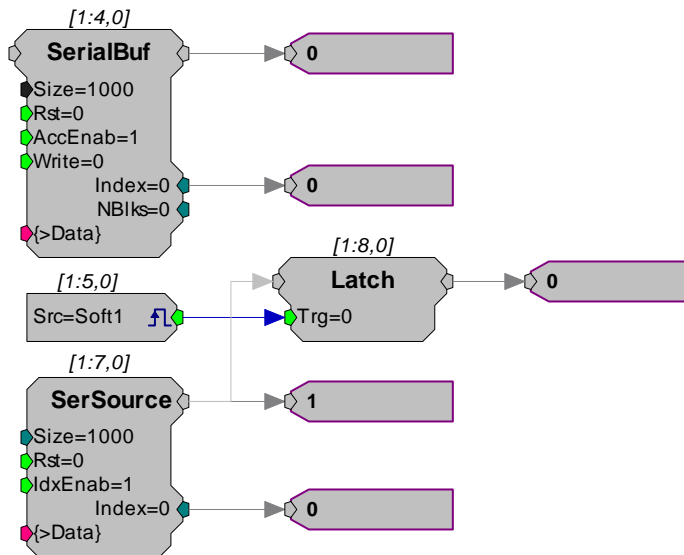 [1:4,0]
SerialBuf
0
Size=1000
Rst=0
AccEnab=1
Write=0
Index=0
0
NBlks=0
{>Data}
[1:5,0]
Src=Soft1
[1:8,0]
Latch
0
Trg=0
[1:7,0]
SerSource
1
Size=1000
Rst=0
IdxEnab=1
Index=0
0
{>Data}